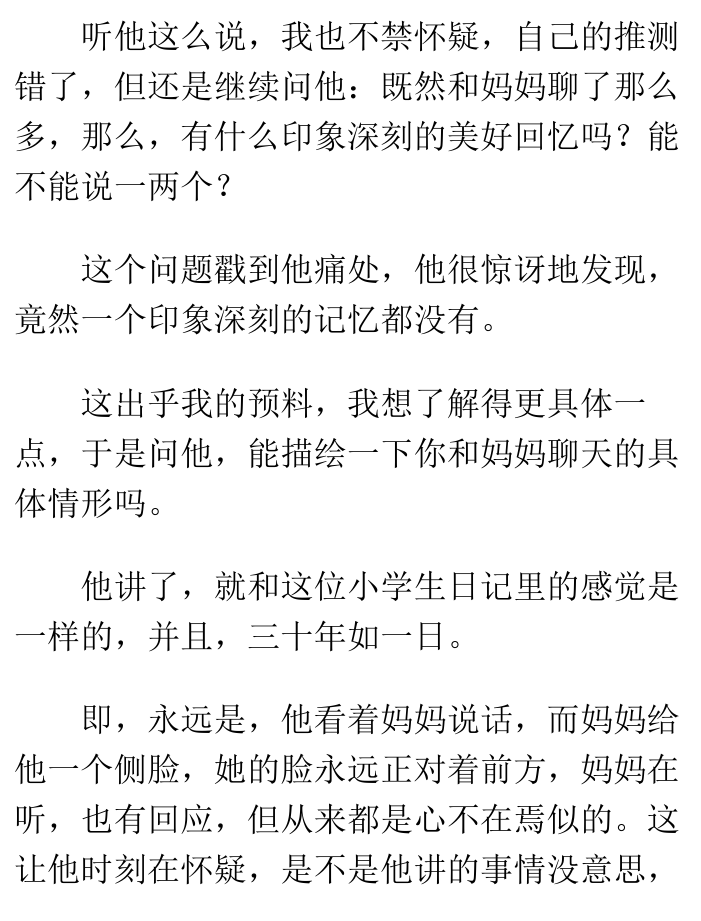 听他这么说，我也不禁怀疑，自己的推测
错了，但还是继续问他：既然和妈妈聊了那么
多，那么，有什么印象深刻的美好回忆吗？能
不能说一两个？
这个问题戳到他痛处，他很惊讶地发现，
竟然一个印象深刻的记忆都没有。
这出乎我的预料，我想了解得更具体一
点，于是问他，能描绘一下你和妈妈聊天的具
体情形吗。
他讲了，就和这位小学生日记里的感觉是
一样的，并且，三十年如一日。
即，永远是，他看着妈妈说话，而妈妈给
他一个侧脸，她的脸永远正对着前方，妈妈在
听，也有回应，但从来都是心不在焉似的。这
让他时刻在怀疑，是不是他讲的事情没意思，